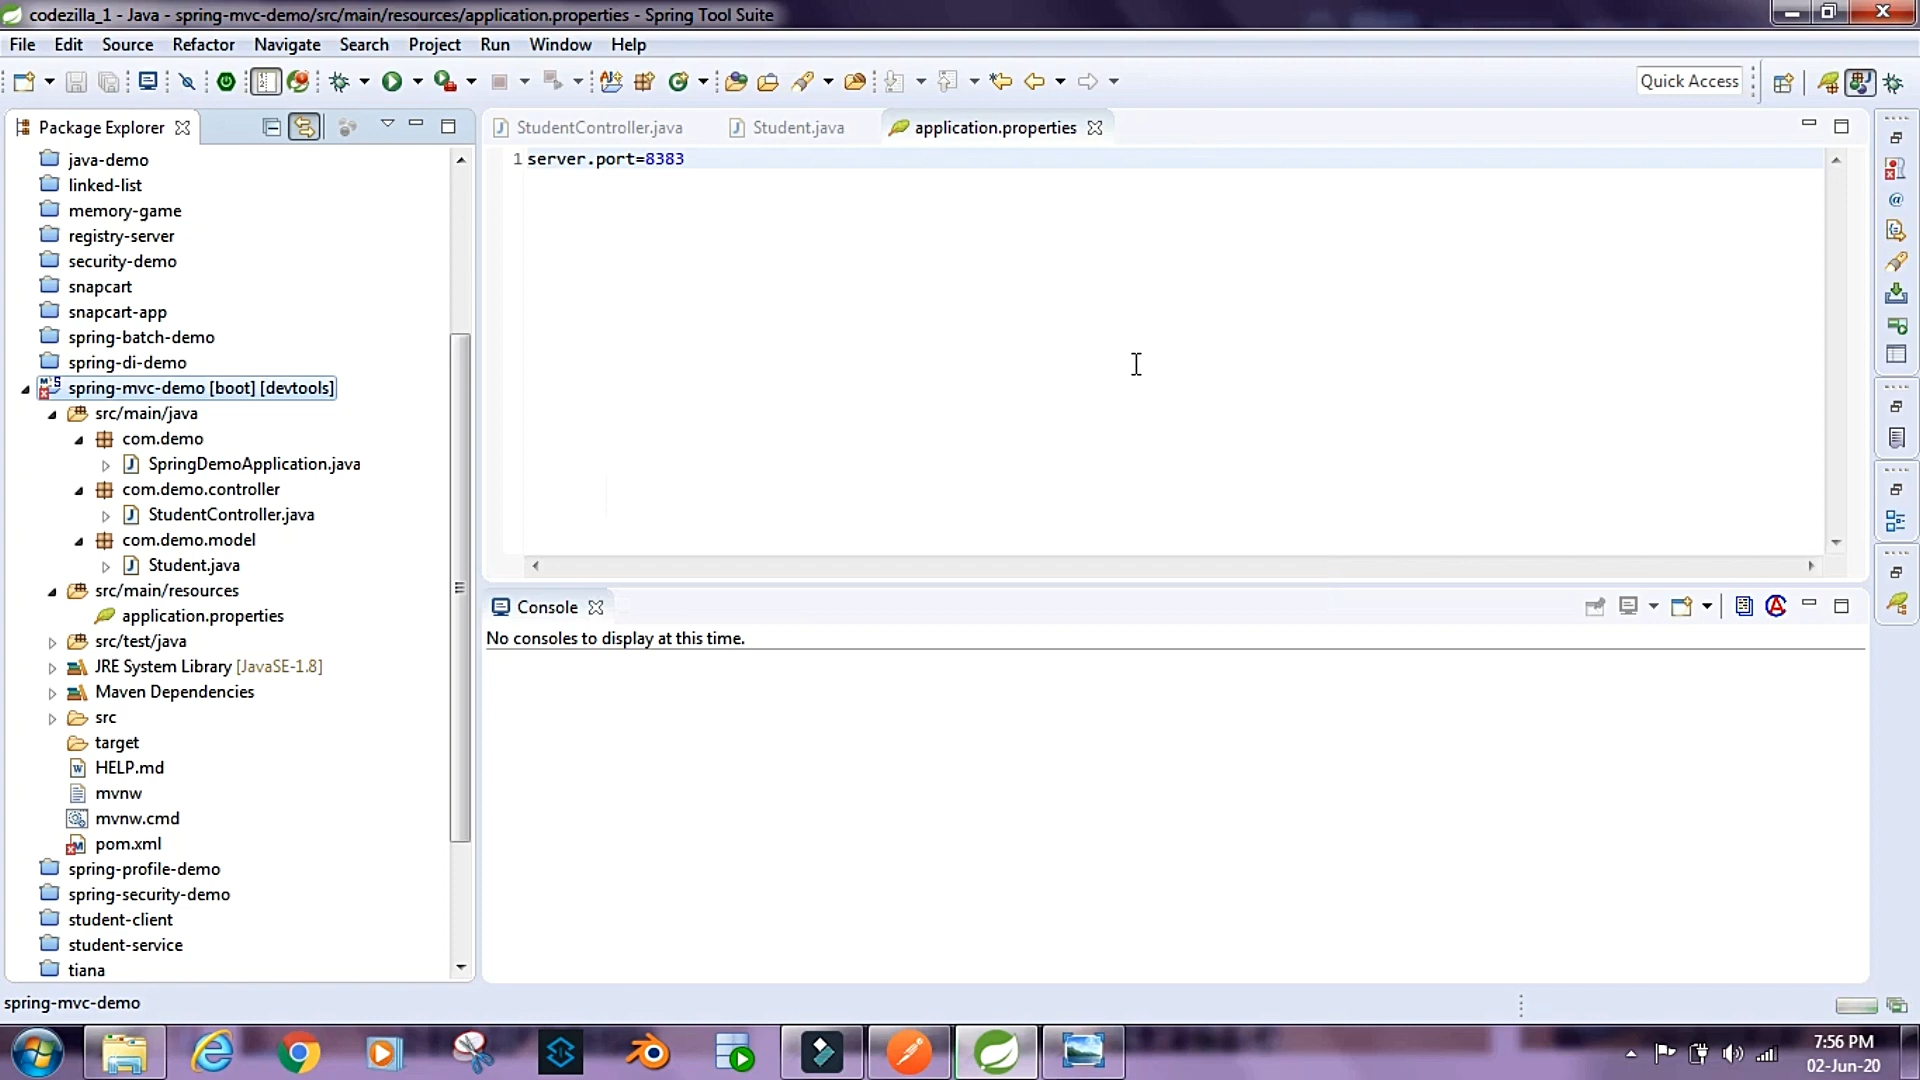 codezilla_1 - Java - spring-mvc-demo/src/main/resources/application.properties - Spring Tool Suite
File Edit Source Refactor Navigate Search Project Run Window Help
Quick Access
Package Explorer
java-demo
linked-list
memory-game
registry-server
security-demo
snapcart
snapcart-app
spring-batch-demo
spring-di-demo
spring-mvc-demo [boot] [devtools]
src/main/java
com.demo
SpringDemoApplication.java
com.demo.controller
StudentController.java
com.demo.model
Student.java
src/main/resources
application.properties
src/test/java
JRE System Library [JavaSE-1.8]
Maven Dependencies
src
target
HELP.md
mvnw
mvnw.cmd
pom.xml
spring-profile-demo
spring-security-demo
student-client
student-service
tiana
StudentController.java Student.java application.properties
1 server.port=8383
Console
No consoles to display at this time.
spring-mvc-demo
7:56 PM
02-Jun-20